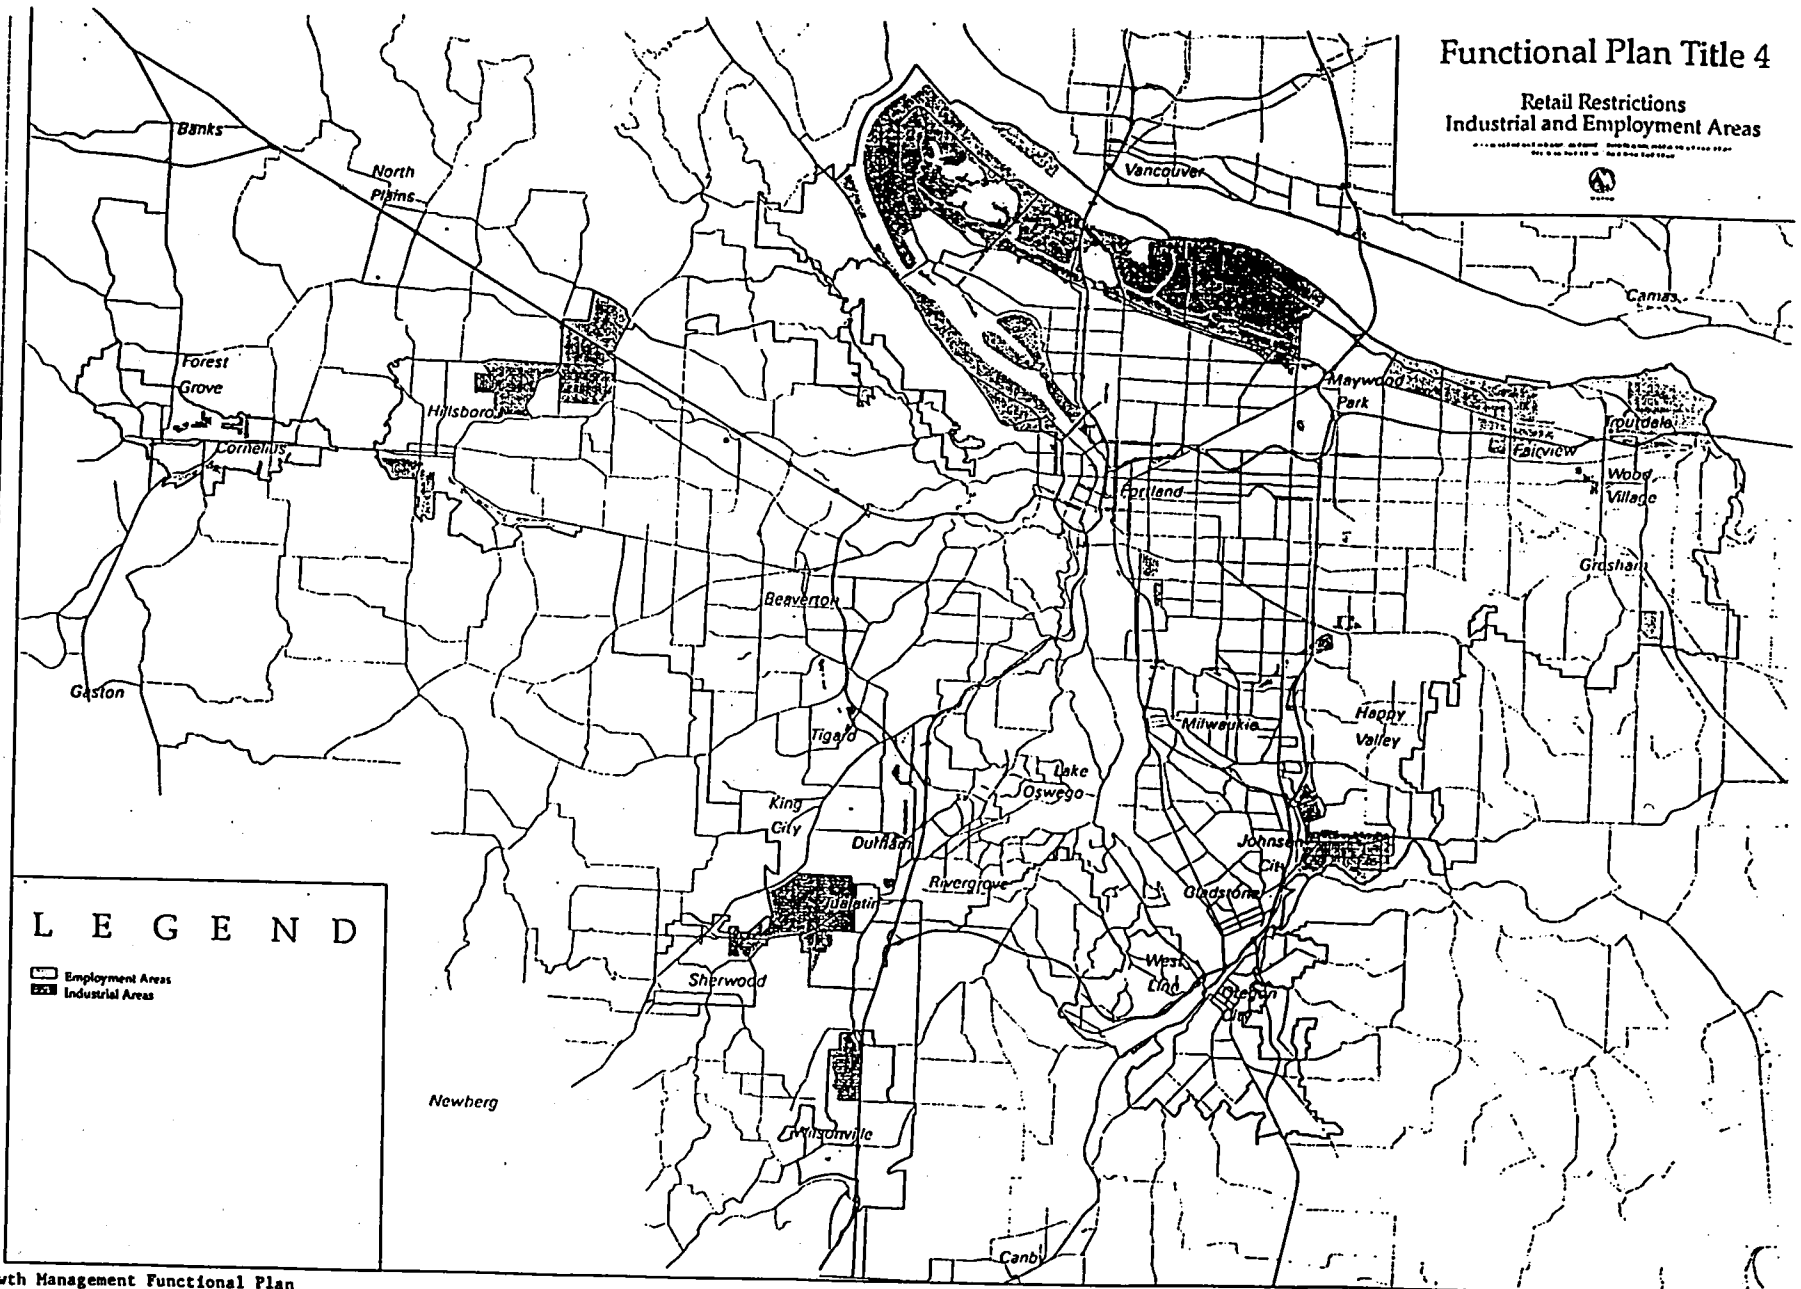 Functional Plan Title 4
Retail Restrictions
Industrial and Employment Areas
Banks
North
Plains
Vancouver
Camas
Forest
Grove
Hillsboro
Cornelius
Maywood
Park
Troutdale
Fairview
Wood
Village
Portland
Gresham
Beaverton
Gaston
Tigard
Milwaukie
Happy
Valley
Lake
Oswego
King
City
Durham
Johnson
City
Rivergrove
Gladstone
Tualatin
Sherwood
West
Linn
Oregon
City
Newberg
Wilsonville
Canby
LEGEND
Employment Areas
Industrial Areas
wth Management Functional Plan